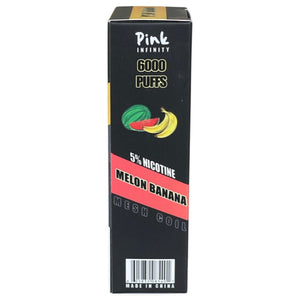 Pink
INFINITY
6000
PUFFS
5% NICOTINE
MELON BANANA
MESH COIL
MADE IN CHINA